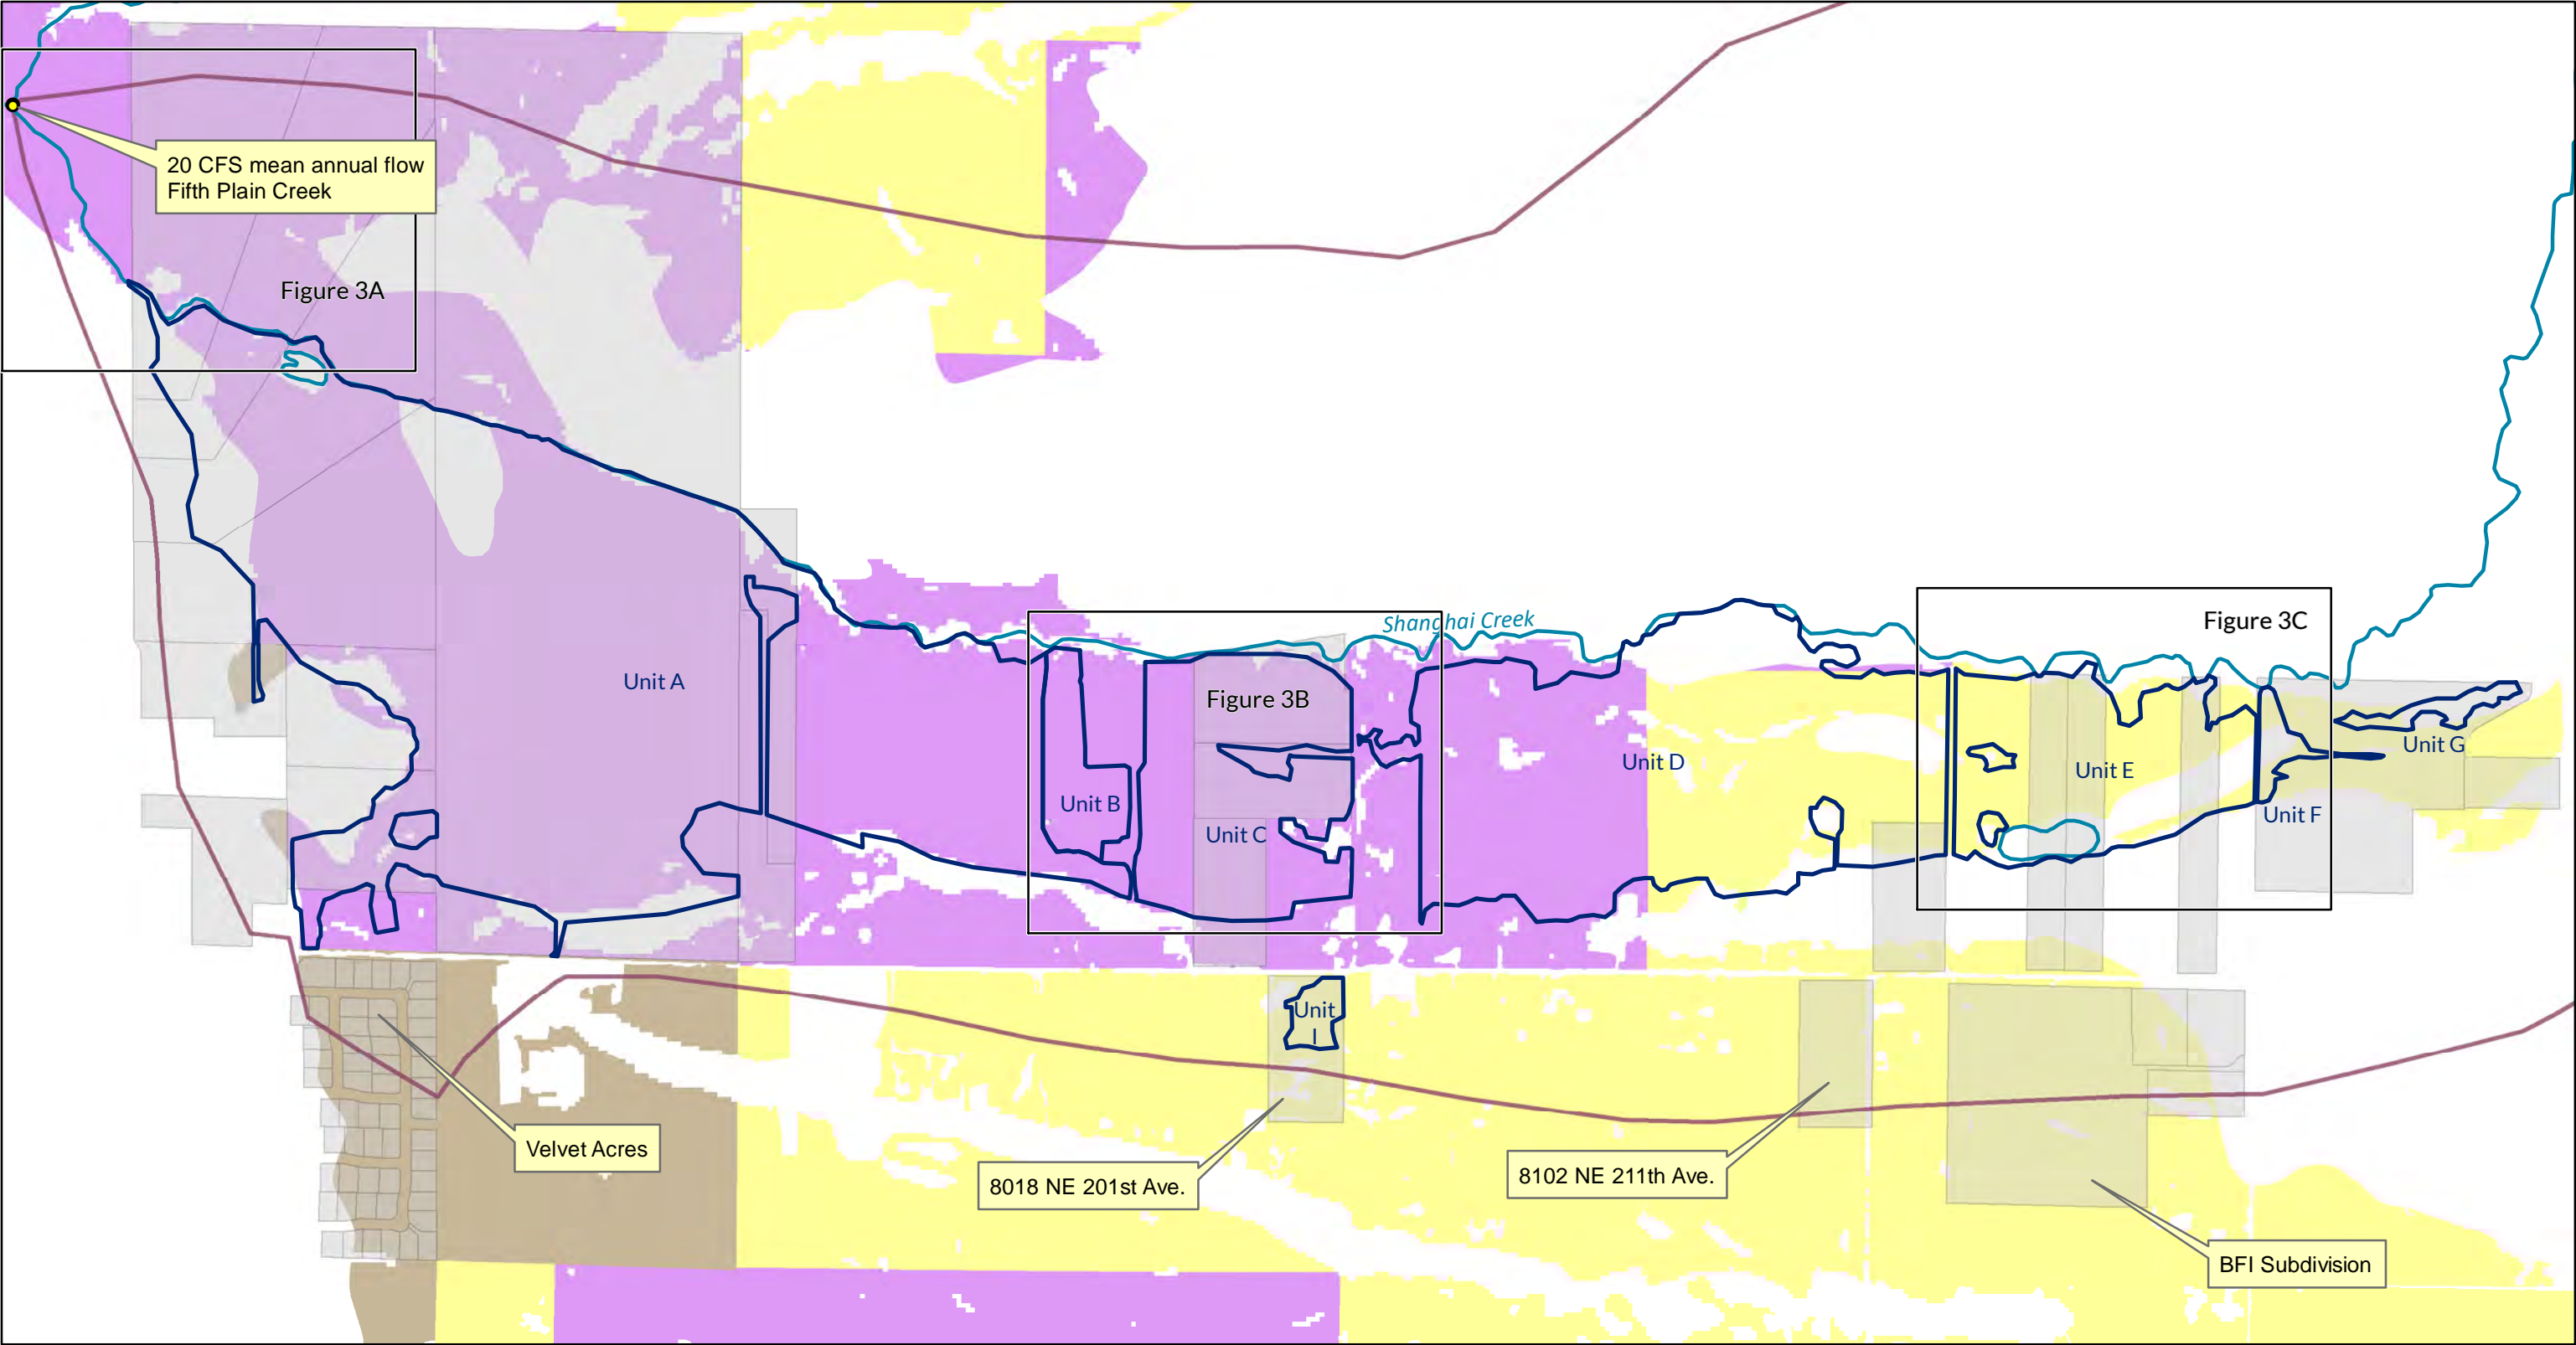 20 CFS mean annual flow
Fifth Plain Creek
Figure 3A
Shanghai Creek
Figure 3C
Unit A
Figure 3B
Unit D
Unit G
Unit E
Unit B
Unit F
Unit C
Unit
I
Velvet Acres
8018 NE 201st Ave.
8102 NE 211th Ave.
BFI Subdivision